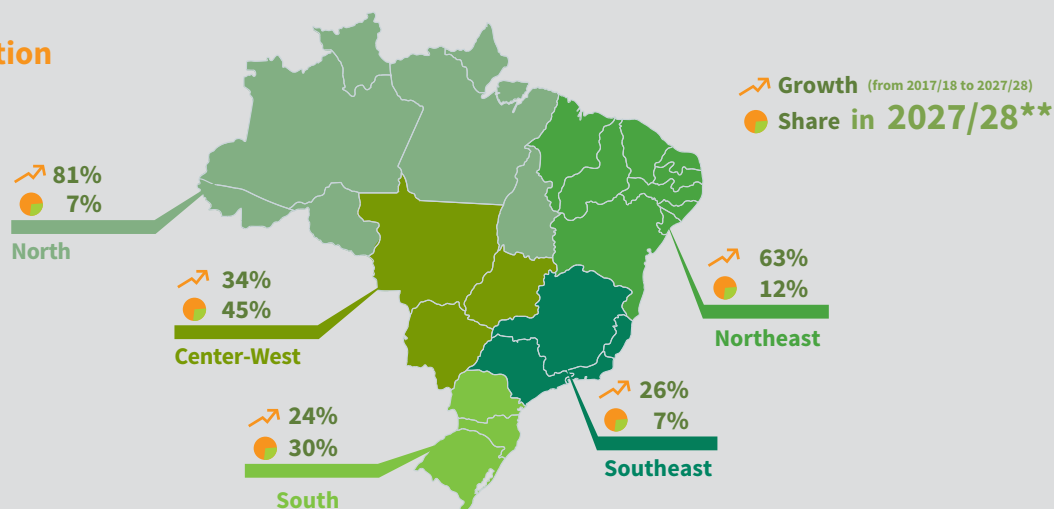 tion
Growth (from 2017/18 to 2027/28)
Share in 2027/28**
81%
7%
North
34%
45%
Center-West
63%
12%
Northeast
26%
7%
Southeast
24%
30%
South